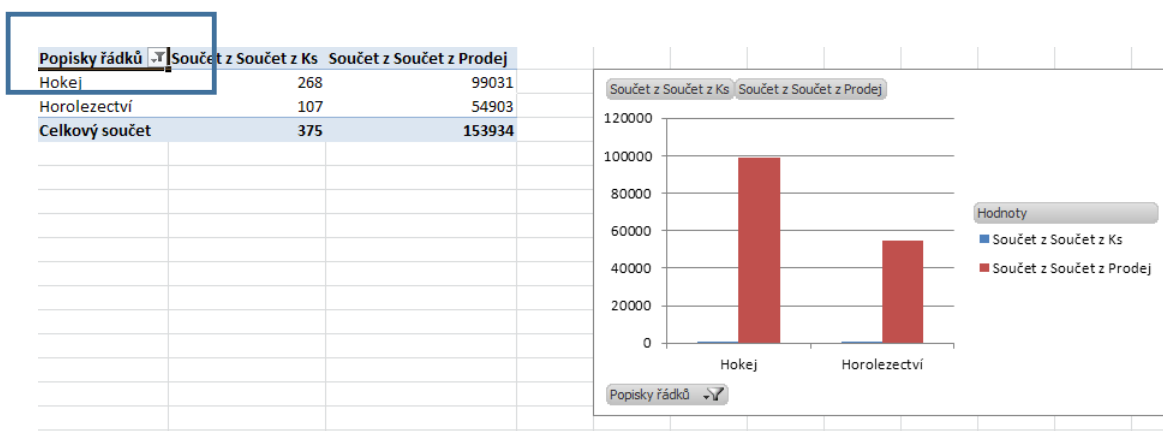 Popisky řádků Součet z Součet z Ks Součet z Součet z Prodej
Hokej 268 99031
Horolezectví 107 54903
Celkový součet 375 153934
Součet z Součet z Ks Součet z Součet z Prodej
120000
100000
80000
60000
40000
20000
0
Hokej Horolezectví
Hodnoty
Součet z Součet z Ks
Součet z Součet z Prodej
Popisky řádků